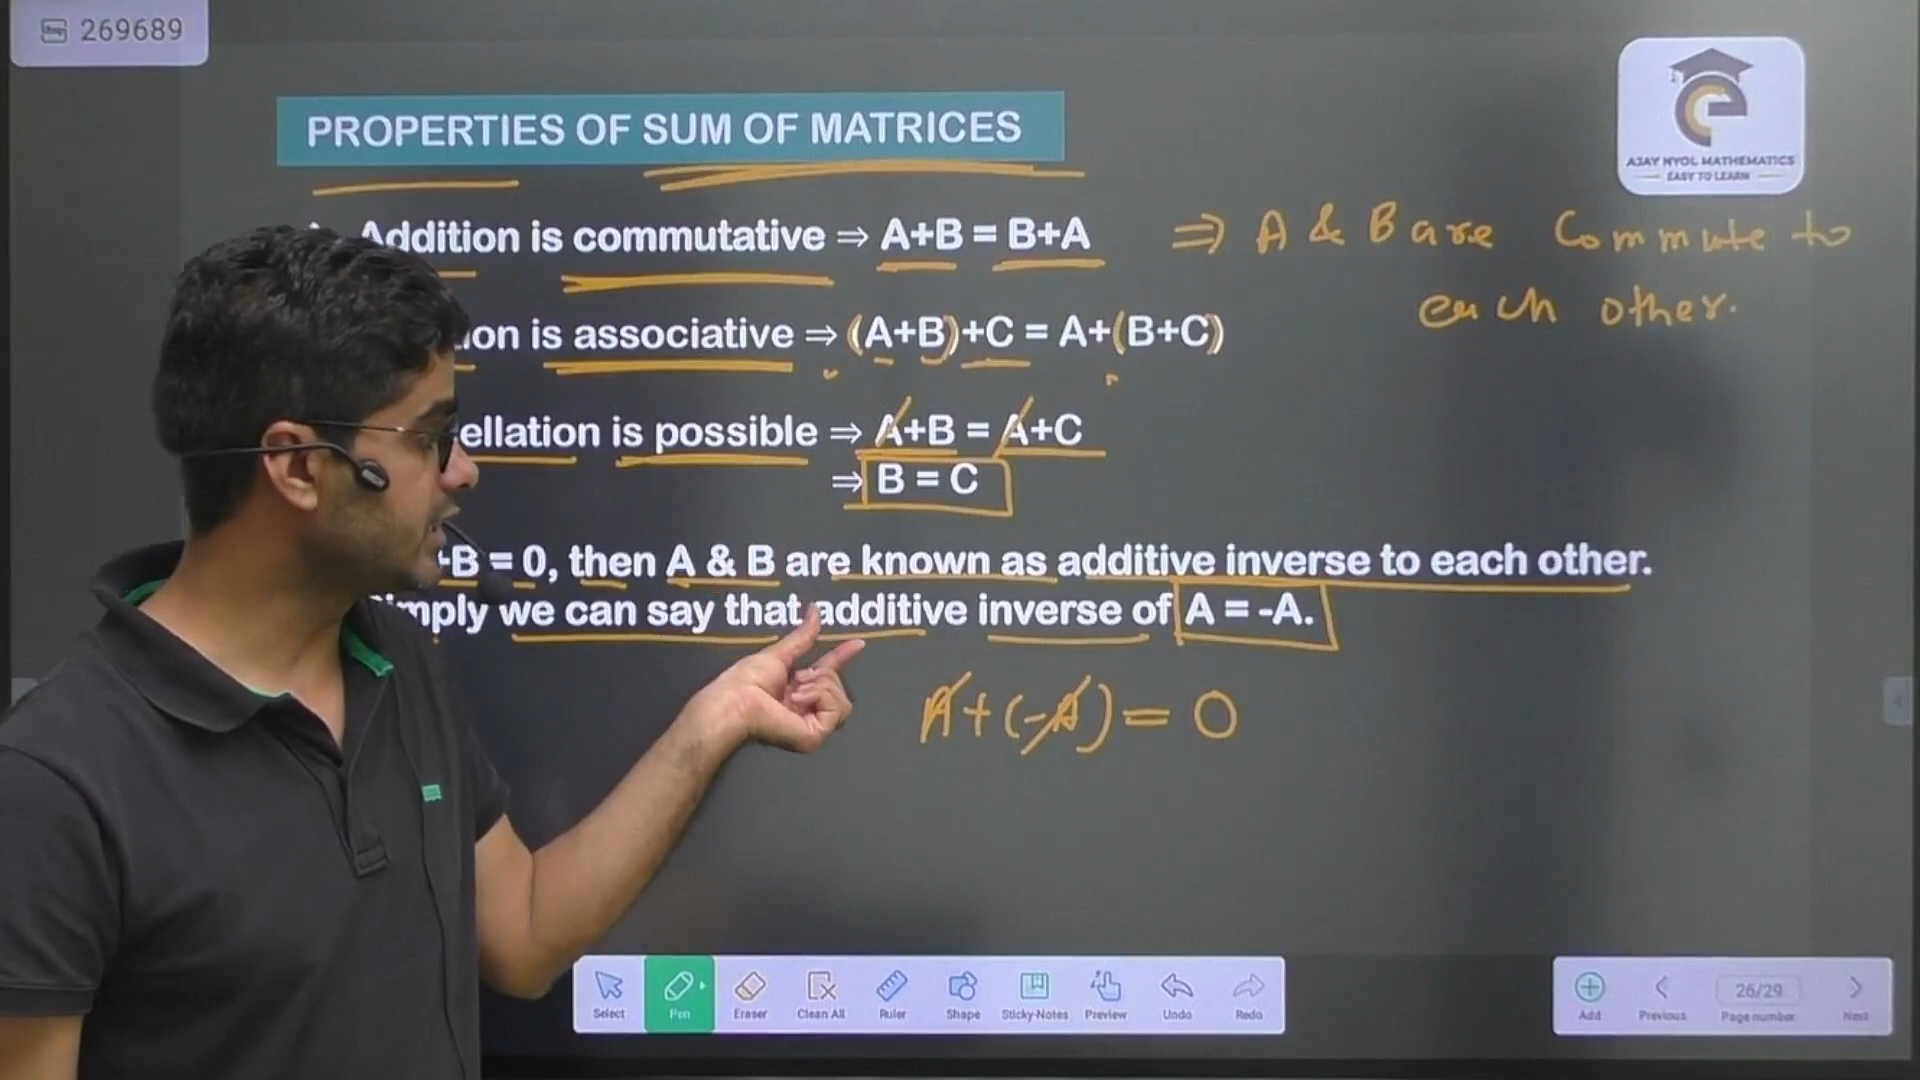 269689
PROPERTIES OF SUM OF MATRICES
AJAY NYOL MATHEMATICS
EASY TO LEARN
Addition is commutative ⇒ A+B = B+A ⇒ A & B are Commute to
each other.
is associative ⇒ (A+B)+C = A+(B+C)
is possible ⇒ A+B = A+C
⇒ B = C
B = 0, then A & B are known as additive inverse to each other.
we can say that additive inverse of A = -A.
A+(-A) = 0
Select Pen Eraser Clean All Ruler Shape Sticky-Notes Preview Undo Redo
Add Previous 26/29 Page number Next